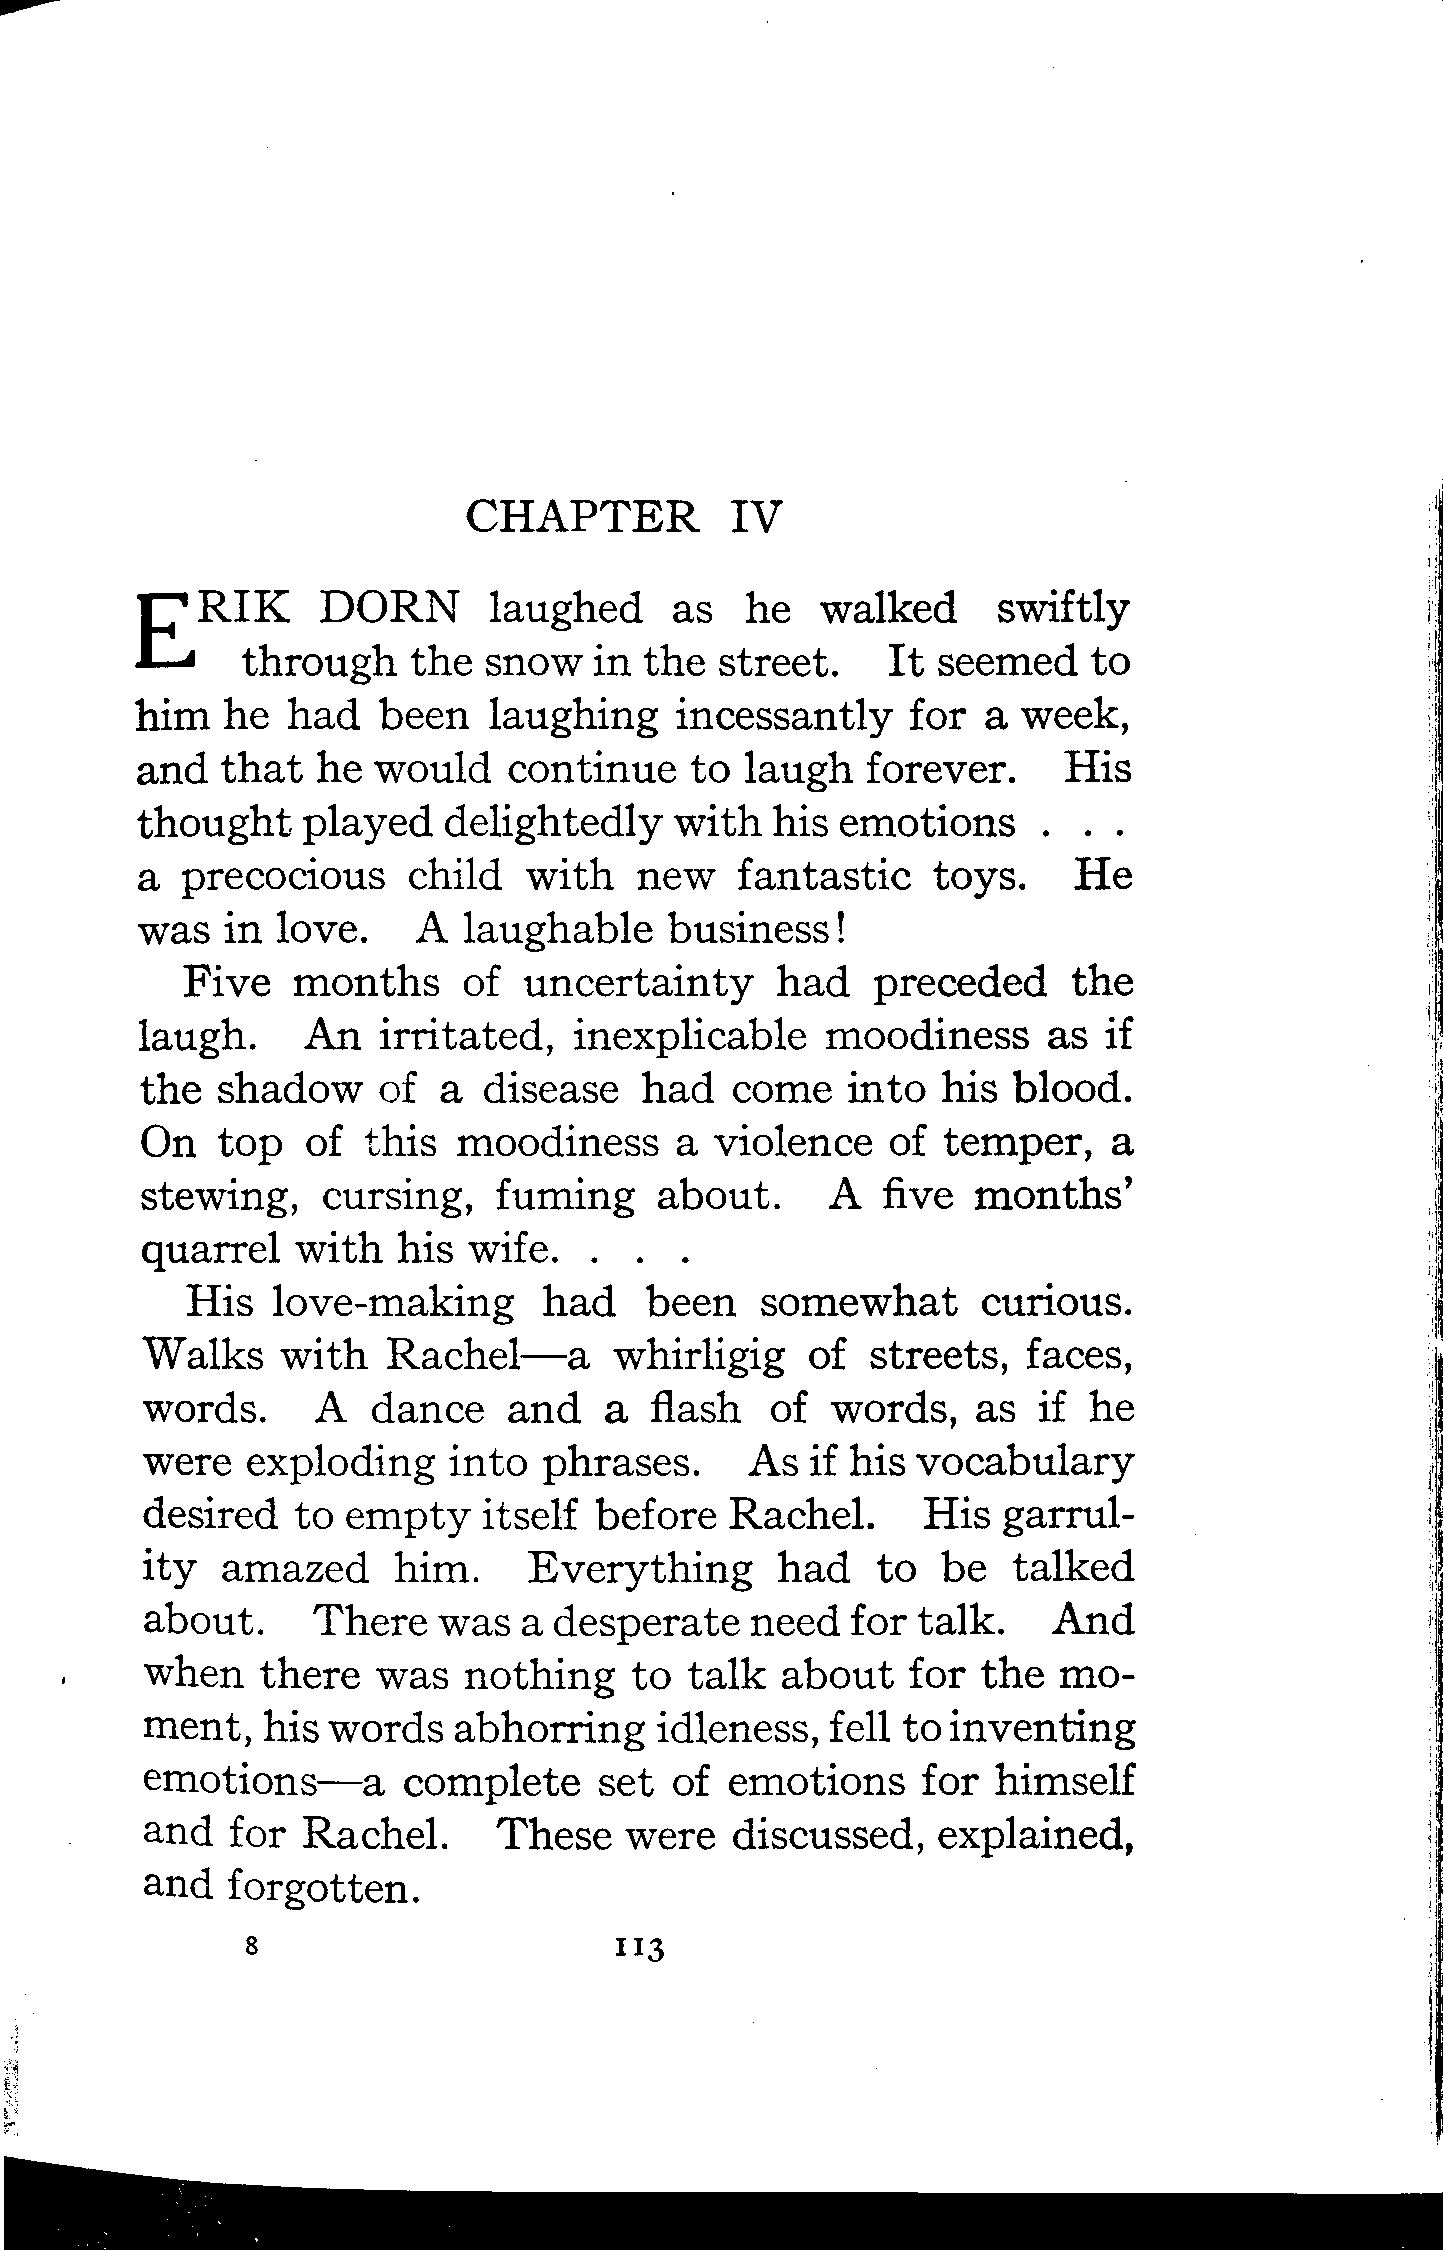 CHAPTER IV
ERIK DORN laughed as he walked swiftly
through the snow in the street. It seemed to
him he had been laughing incessantly for a week,
and that he would continue to laugh forever. His
thought played delightedly with his emotions . . .
a precocious child with new fantastic toys. He
was in love. A laughable business!
Five months of uncertainty had preceded the
laugh. An irritated, inexplicable moodiness as if
the shadow of a disease had come into his blood.
On top of this moodiness a violence of temper, a
stewing, cursing, fuming about. A five months'
quarrel with his wife. . . .
His love-making had been somewhat curious.
Walks with Rachel—a whirligig of streets, faces,
words. A dance and a flash of words, as if he
were exploding into phrases. As if his vocabulary
desired to empty itself before Rachel. His garrul-
ity amazed him. Everything had to be talked
about. There was a desperate need for talk. And
when there was nothing to talk about for the mo-
ment, his words abhorring idleness, fell to inventing
emotions—a complete set of emotions for himself
and for Rachel. These were discussed, explained,
and forgotten.
8 113